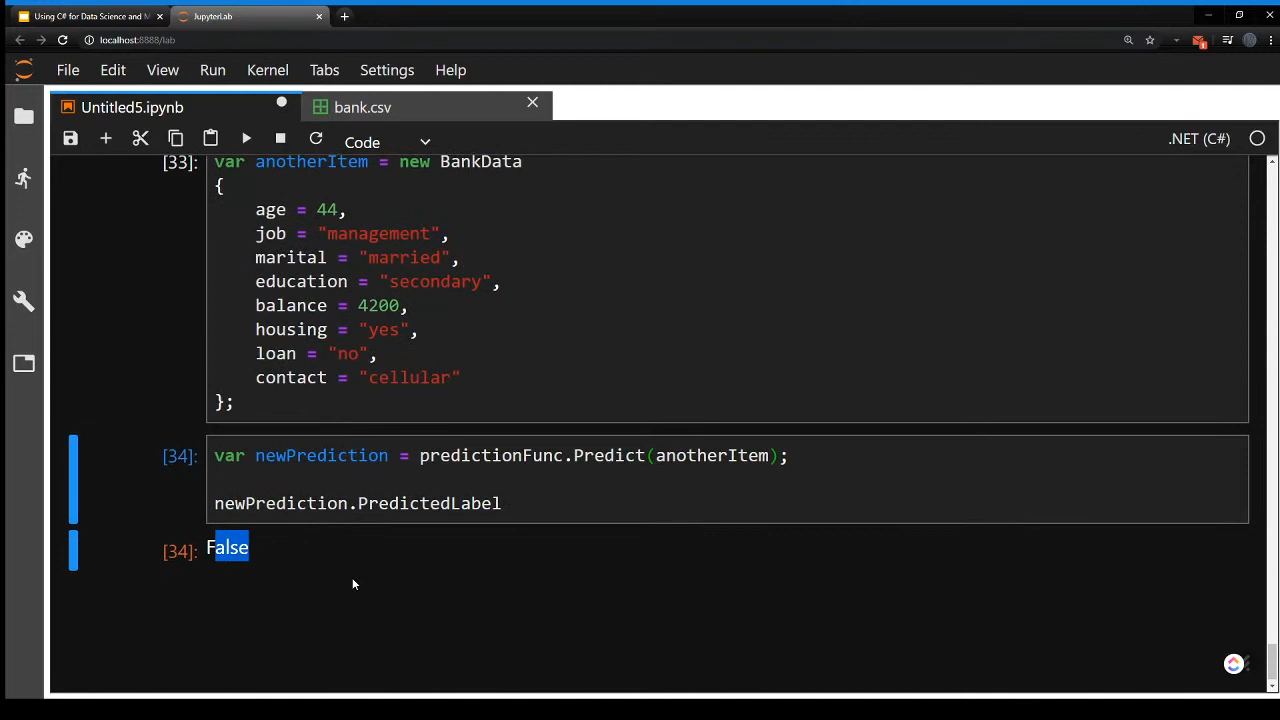 Using C# for Data Science and M
JupyterLab
localhost:8888/lab
File Edit View Run Kernel Tabs Settings Help
Untitled5.ipynb
bank.csv
Code
.NET (C#)
[33]: var anotherItem = new BankData
{
age = 44,
job = "management",
marital = "married",
education = "secondary",
balance = 4200,
housing = "yes",
loan = "no",
contact = "cellular"
};
[34]: var newPrediction = predictionFunc.Predict(anotherItem);
newPrediction.PredictedLabel
[34]: False